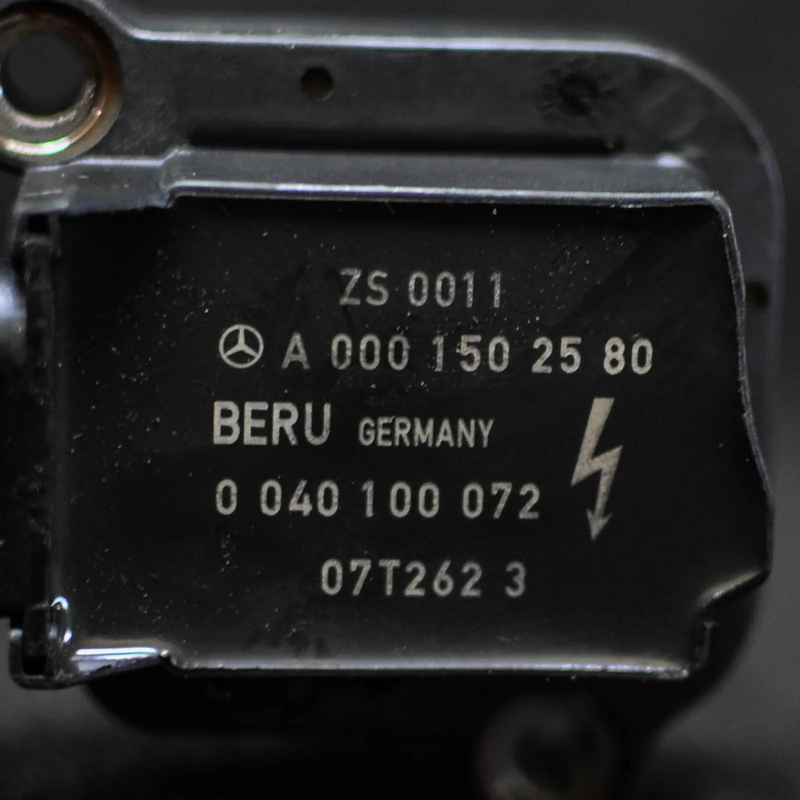 ZS 0011
A 000 150 25 80
BERU GERMANY
0 040 100 072
07T262 3